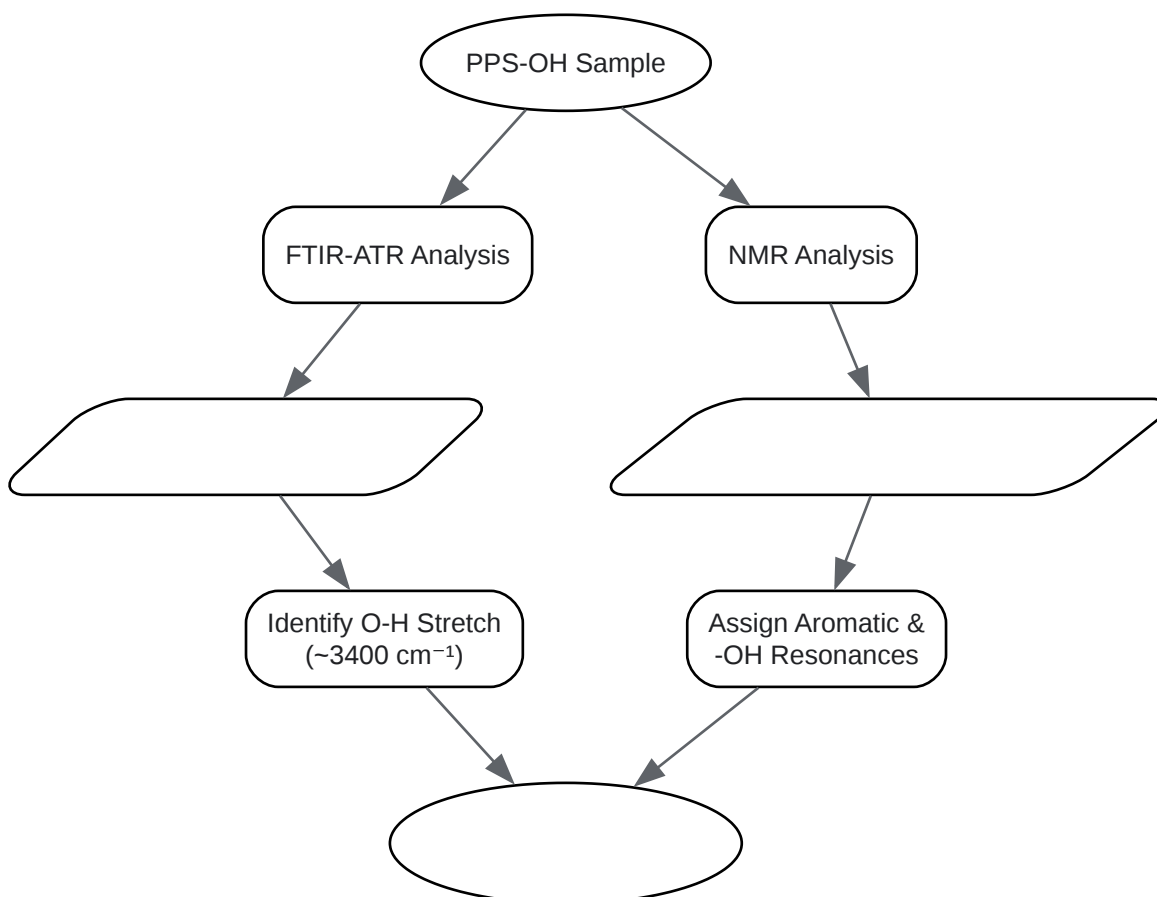 PPS-OH Sample
FTIR-ATR Analysis
NMR Analysis
Identify O-H Stretch
(~3400 cm⁻¹)
Assign Aromatic &
-OH Resonances